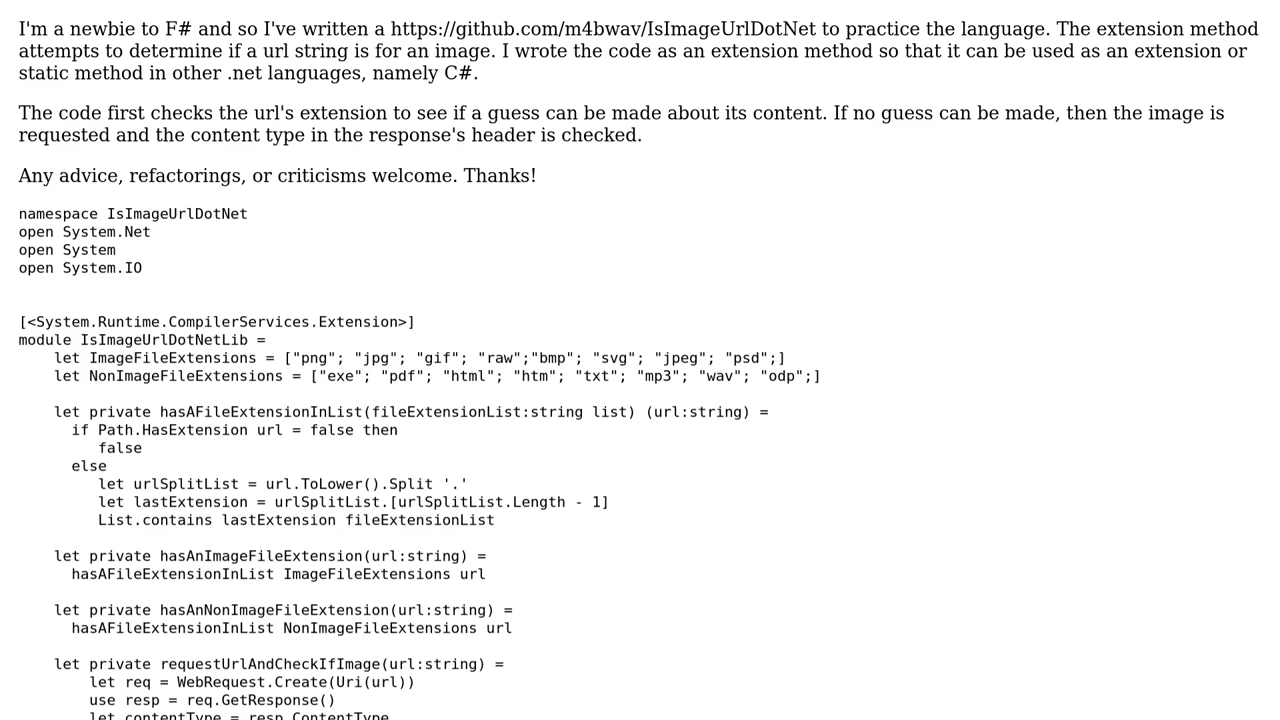 I'm a newbie to F# and so I've written a https://github.com/m4bwav/IsImageUrlDotNet to practice the language. The extension method
attempts to determine if a url string is for an image. I wrote the code as an extension method so that it can be used as an extension or
static method in other .net languages, namely C#.
The code first checks the url's extension to see if a guess can be made about its content. If no guess can be made, then the image is
requested and the content type in the response's header is checked.
Any advice, refactorings, or criticisms welcome. Thanks!
namespace IsImageUrlDotNet
open System.Net
open System
open System.IO
[<System.Runtime.CompilerServices.Extension>]
module IsImageUrlDotNetLib =
    let ImageFileExtensions = ["png"; "jpg"; "gif"; "raw";"bmp"; "svg"; "jpeg"; "psd";]
    let NonImageFileExtensions = ["exe"; "pdf"; "html"; "htm"; "txt"; "mp3"; "wav"; "odp";]
    let private hasAFileExtensionInList(fileExtensionList:string list) (url:string) =
      if Path.HasExtension url = false then
         false
      else
         let urlSplitList = url.ToLower().Split '.'
         let lastExtension = urlSplitList.[urlSplitList.Length - 1]
         List.contains lastExtension fileExtensionList
    let private hasAnImageFileExtension(url:string) =
      hasAFileExtensionInList ImageFileExtensions url
    let private hasAnNonImageFileExtension(url:string) =
      hasAFileExtensionInList NonImageFileExtensions url
    let private requestUrlAndCheckIfImage(url:string) =
        let req = WebRequest.Create(Uri(url))
        use resp = req.GetResponse()
        let contentType = resp.ContentType